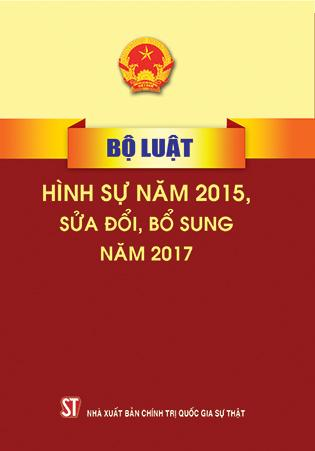 BỘ LUẬT
HÌNH SỰ NĂM 2015,
SỬA ĐỔI, BỔ SUNG
NĂM 2017
ST NHÀ XUẤT BẢN CHÍNH TRỊ QUỐC GIA SỰ THẬT